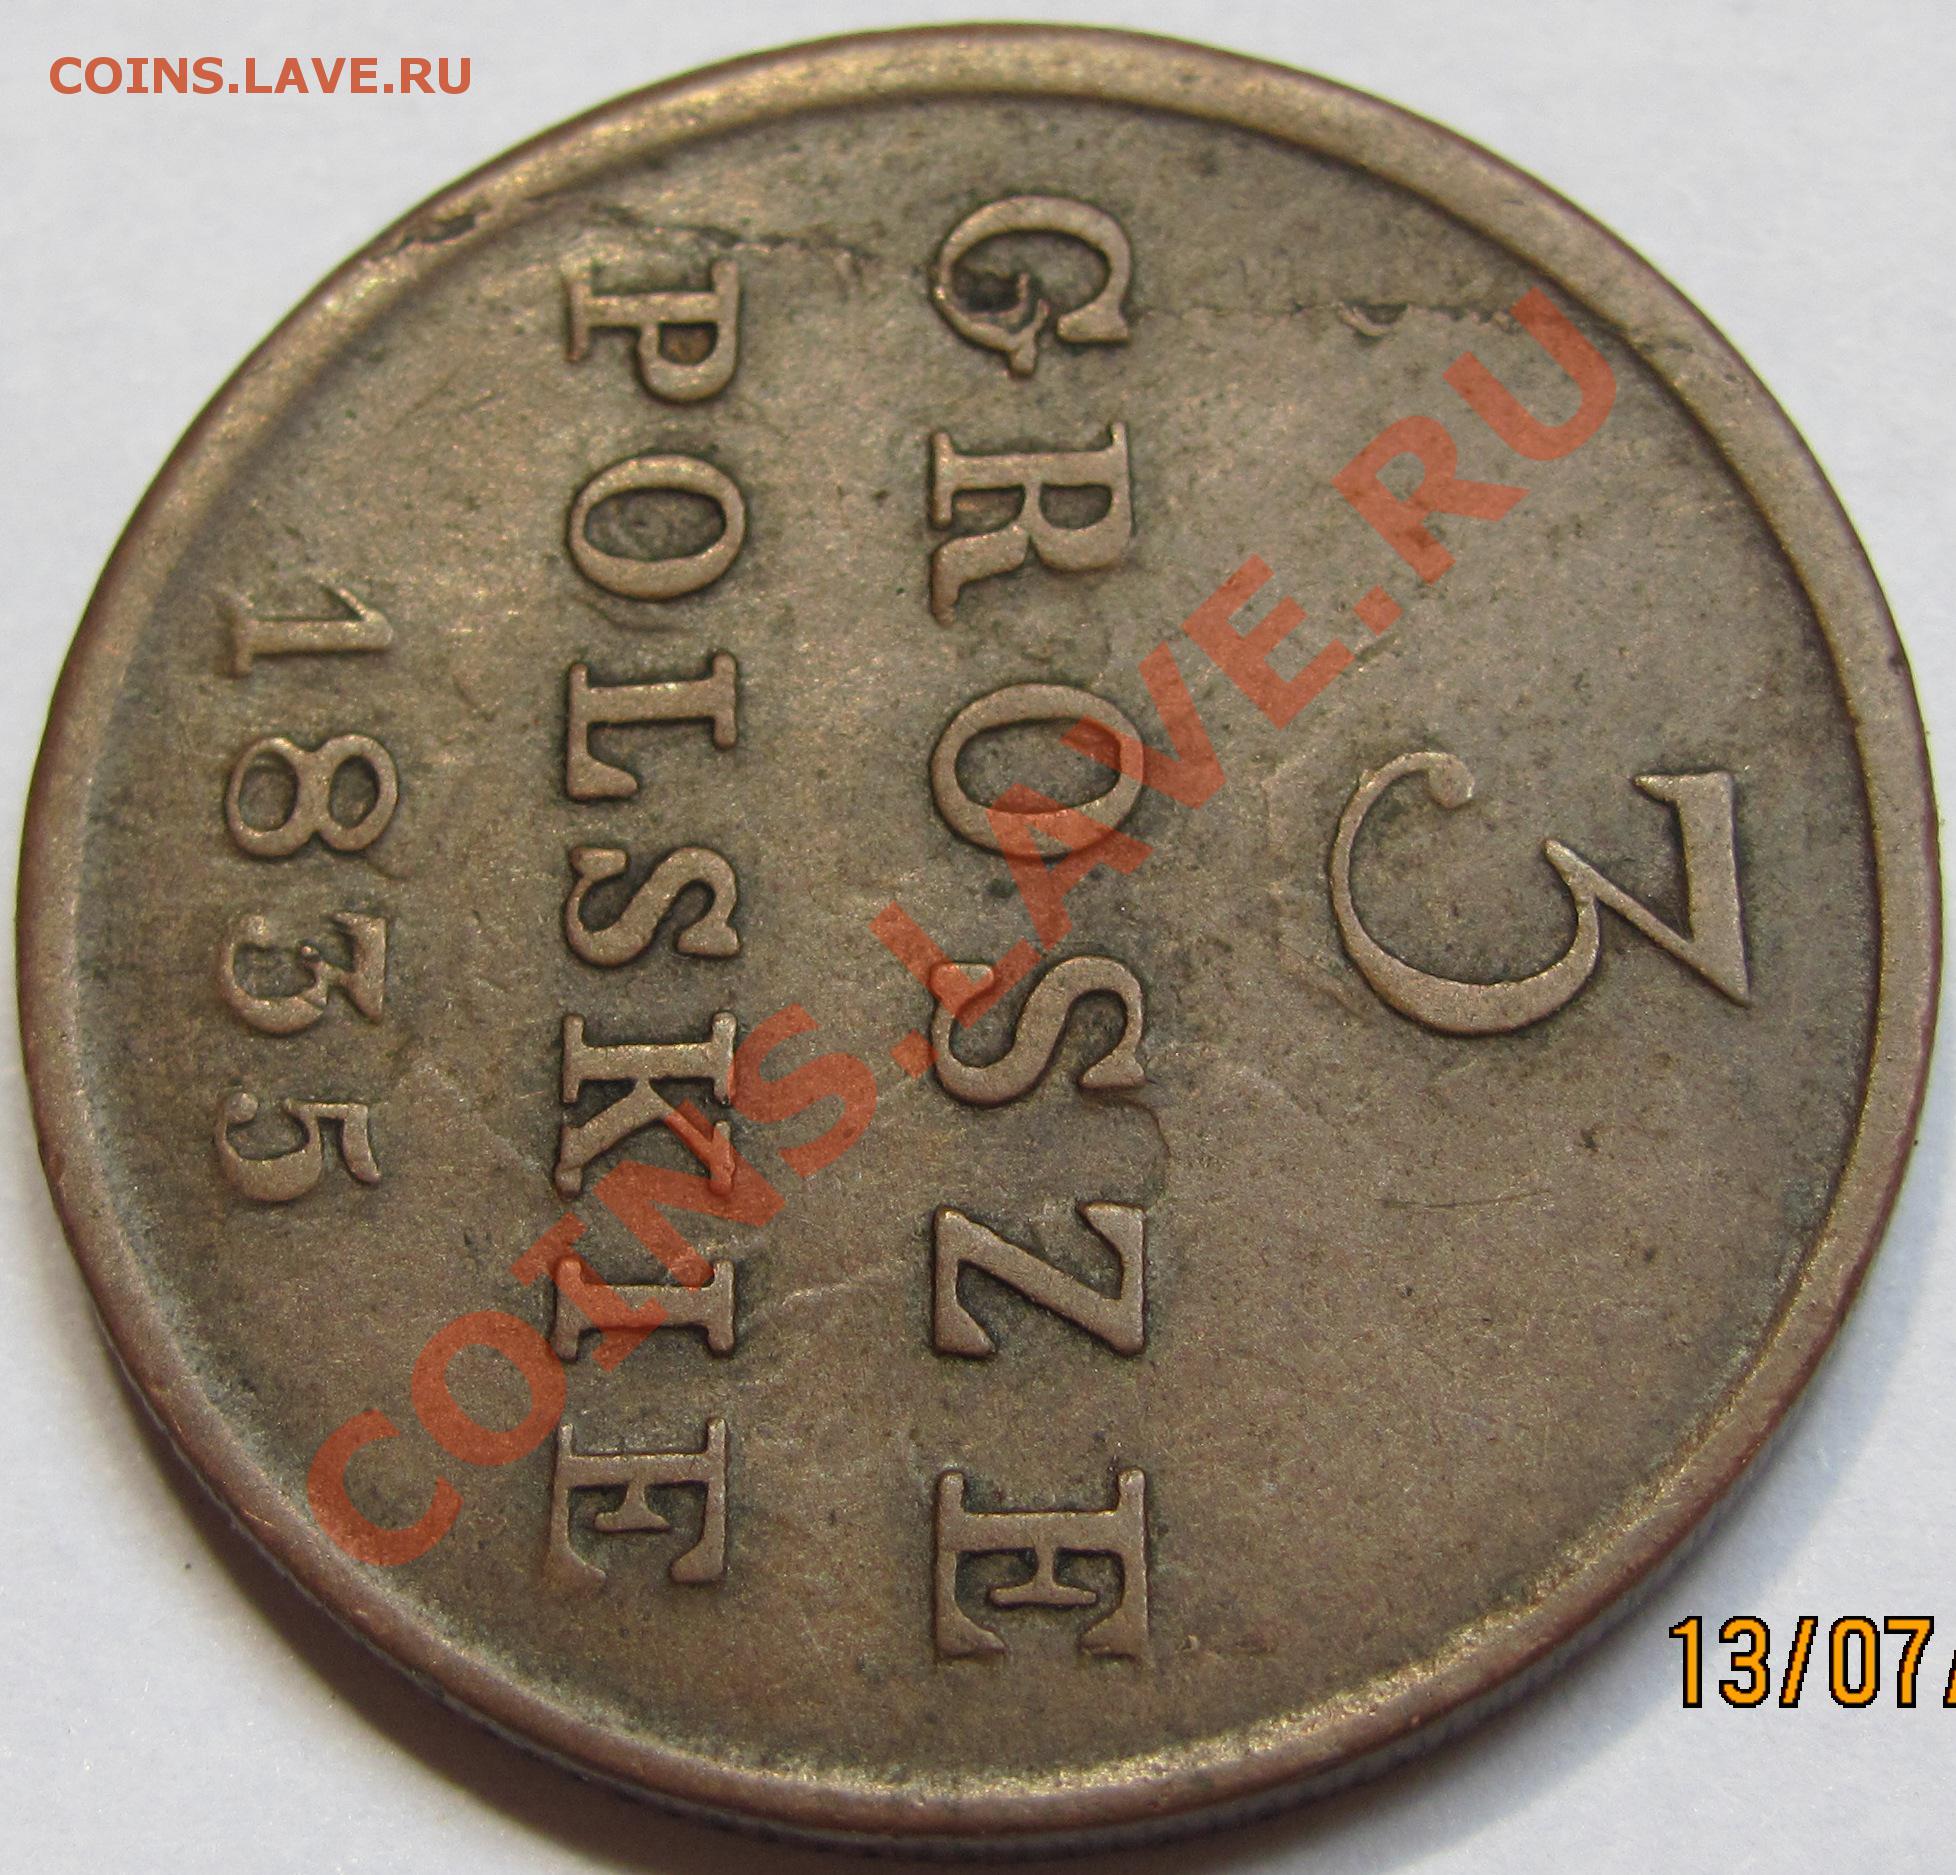 COINS.LAVE.RU
3
GROSZE
POLSKIE
1835
COINS.LAVE.RU
13/07/